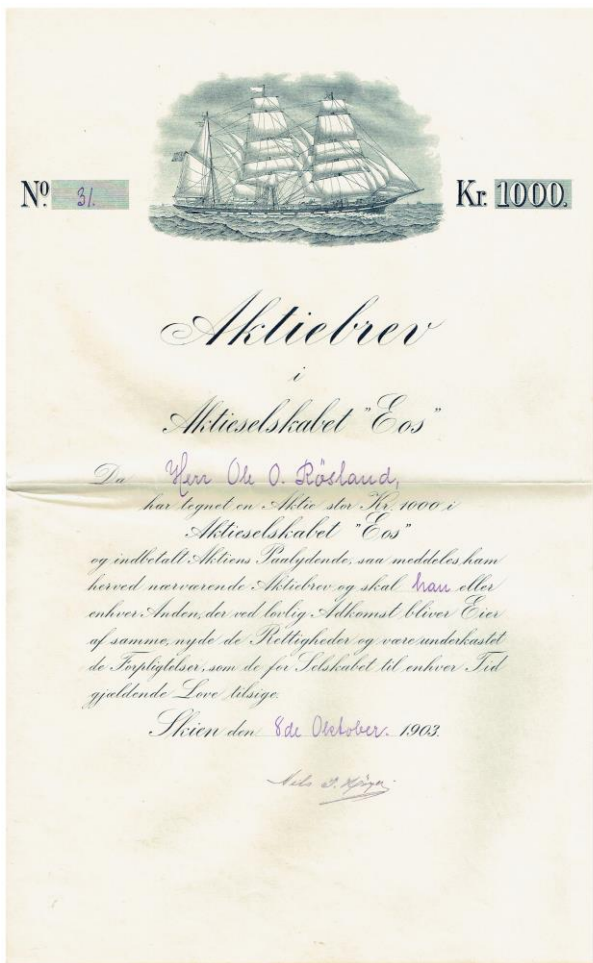 No. 31.
Kr. 1000.
Aktiebrev
i
Aktieselskabet "Eos"
Da Herr Ole O. Rösland,
har tegnet en Aktie stor Kr. 1000 i
Aktieselskabet "Eos"
og indbetalt Aktiens Paalydende, saa meddeles ham
herved nærværende Aktiebrev og skal han eller
enhver Anden, der ved lovlig Adkomst bliver Eier
af samme, nyde de Rettigheder og være underkastet
de Forpligtelser, som de for Selskabet til enhver Tid
gjældende Love tilsige.
Skien den 8de Oktober. 1903.